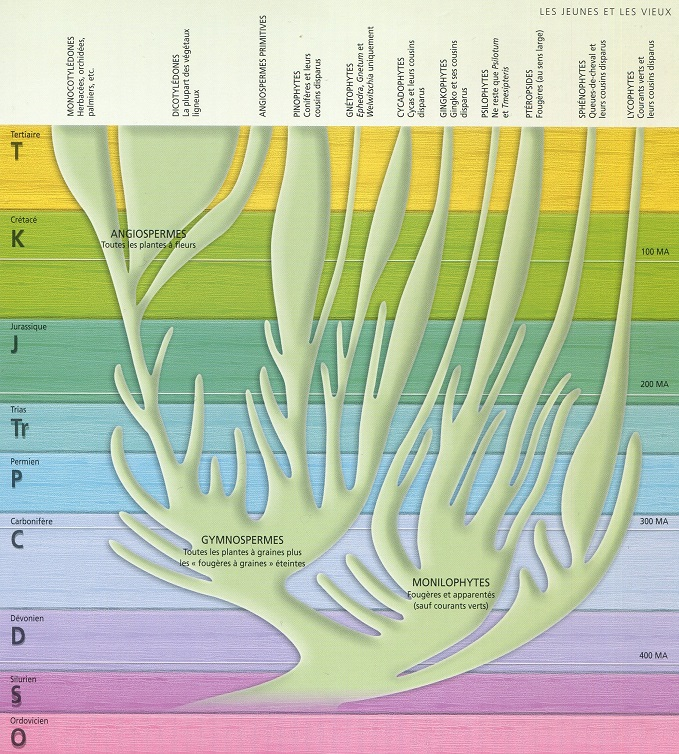 LES JEUNES ET LES VIEUX
MONOCOTYLÉDONES
Herbacées, orchidées,
palmiers, etc.
DICOTYLÉDONES
La plupart des végétaux
ligneux
ANGIOSPERMES PRIMITIVES
PINOPHYTES
Conifères et leurs
cousins disparus
GNÉTOPHYTES
Ephedra, Gnetum et
Welwitschia uniquement
CYCADOPHYTES
Cycas et leurs cousins
disparus
GINGKOPHYTES
Gingko et ses cousins
disparus
PSILOPHYTES
Ne reste que Psilotum
et Tmesipteris
PTÉROPSIDES
Fougères (au sens large)
SPHÉNOPHYTES
Queues-de-cheval et
leurs cousins disparus
LYCOPHYTES
Courants verts et
leurs cousins disparus
Tertiaire
T
Crétacé
K
ANGIOSPERMES
Toutes les plantes à fleurs
100 MA
Jurassique
J
200 MA
Trias
Tr
Permien
P
Carbonifère
C
300 MA
GYMNOSPERMES
Toutes les plantes à graines plus
les « fougères à graines » éteintes
MONILOPHYTES
Fougères et apparentés
(sauf courants verts)
Dévonien
D
400 MA
Silurien
S
Ordovicien
O